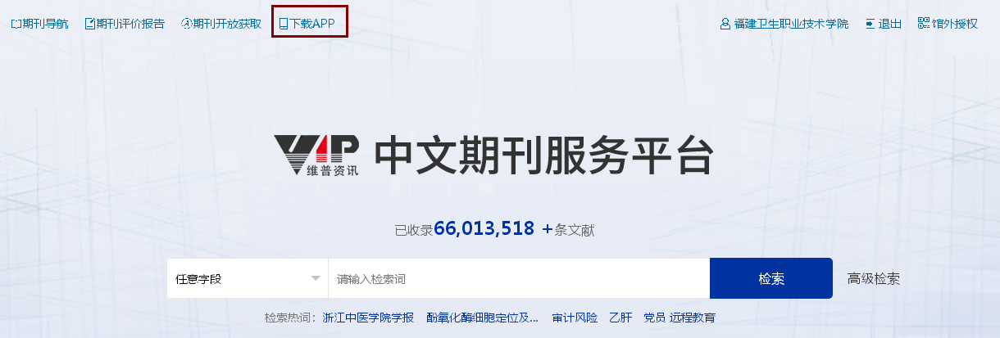 期刊导航 期刊评价报告 期刊开放获取 下载APP 福建卫生职业技术学院 退出 馆外授权
VIP 维普资讯 中文期刊服务平台
已收录66,013,518 +条文献
任意字段 请输入检索词 检索 高级检索
检索热词: 浙江中医学院学报 酚氧化酶细胞定位及... 审计风险 乙肝 党员 远程教育